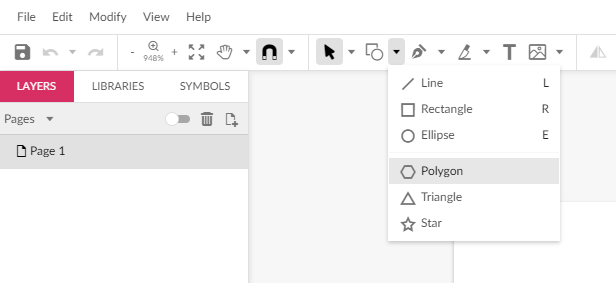 File Edit Modify View Help
- 948% + T
LAYERS LIBRARIES SYMBOLS
Pages
Page 1
Line L
Rectangle R
Ellipse E
Polygon
Triangle
Star